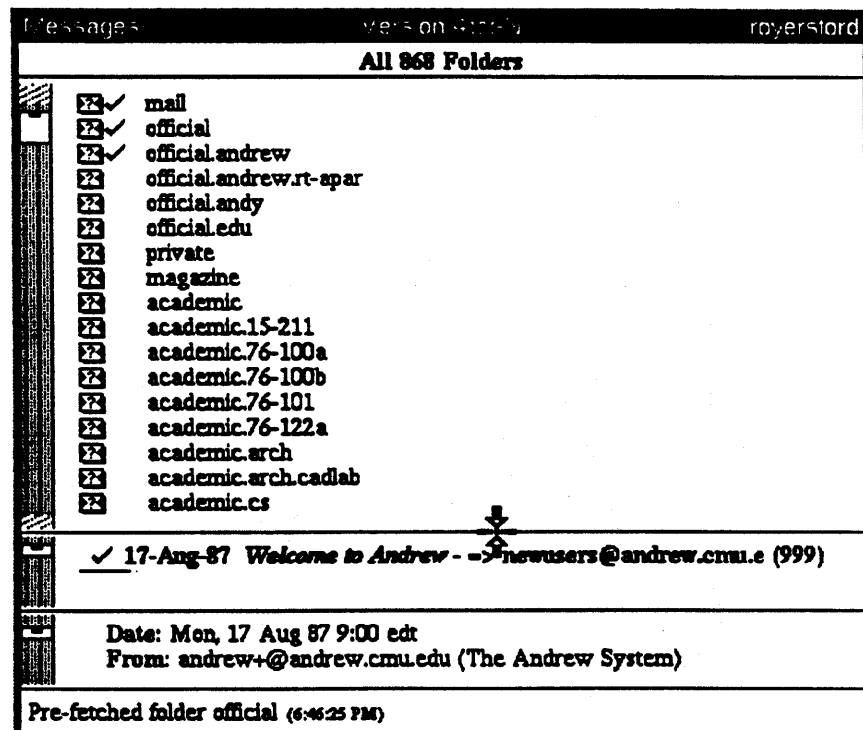 Messages Version royersford
All 868 Folders
mail
official
official.andrew
official.andrew.rt-apar
official.andy
official.edu
private
magazine
academic
academic.15-211
academic.76-100a
academic.76-100b
academic.76-101
academic.76-122a
academic.arch
academic.arch.cadlab
academic.cs
✓ 17-Aug-87 Welcome to Andrew - => newusers@andrew.cmu.e (999)
Date: Mon, 17 Aug 87 9:00 edt
From: andrew+@andrew.cmu.edu (The Andrew System)
Pre-fetched folder official (6:46:25 PM)